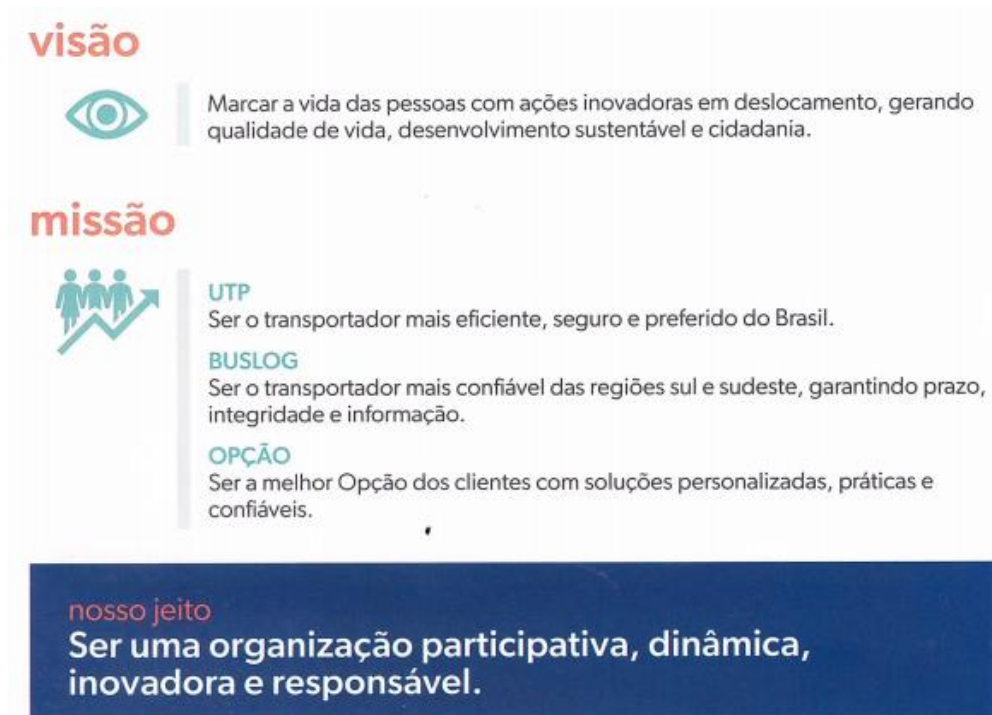 visão
Marcar a vida das pessoas com ações inovadoras em deslocamento, gerando
qualidade de vida, desenvolvimento sustentável e cidadania.
missão
UTP
Ser o transportador mais eficiente, seguro e preferido do Brasil.
BUSLOG
Ser o transportador mais confiável das regiões sul e sudeste, garantindo prazo,
integridade e informação.
OPÇÃO
Ser a melhor Opção dos clientes com soluções personalizadas, práticas e
confiáveis.
nosso jeito
Ser uma organização participativa, dinâmica,
inovadora e responsável.